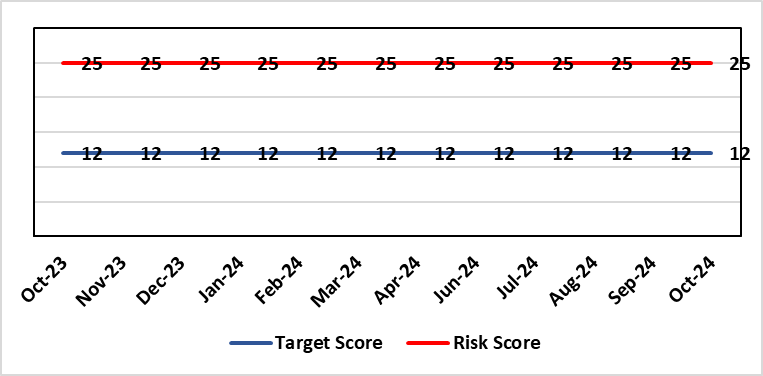 25 25 25 25 25 25 25 25 25 25 25 25
12 12 12 12 12 12 12 12 12 12 12 12
Oct-23 Nov-23 Dec-23 Jan-24 Feb-24 Mar-24 Apr-24 Jun-24 Jul-24 Aug-24 Sep-24 Oct-24
Target Score Risk Score